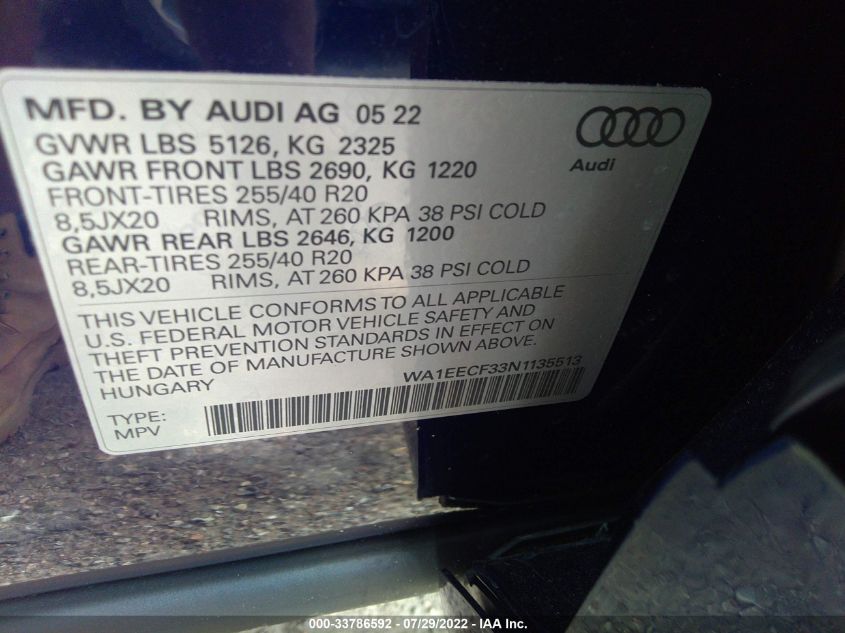 MFD. BY AUDI AG 05 22
GVWR LBS 5126, KG 2325
GAWR FRONT LBS 2690, KG 1220
FRONT-TIRES 255/40 R20
8,5JX20 RIMS, AT 260 KPA 38 PSI COLD
GAWR REAR LBS 2646, KG 1200
REAR-TIRES 255/40 R20
8,5JX20 RIMS, AT 260 KPA 38 PSI COLD
Audi
THIS VEHICLE CONFORMS TO ALL APPLICABLE
U.S. FEDERAL MOTOR VEHICLE SAFETY AND
THEFT PREVENTION STANDARDS IN EFFECT ON
THE DATE OF MANUFACTURE SHOWN ABOVE.
HUNGARY WA1EECF33N1135513
TYPE:
MPV
000-33786592 / 07/29/2022 - IAA Inc.